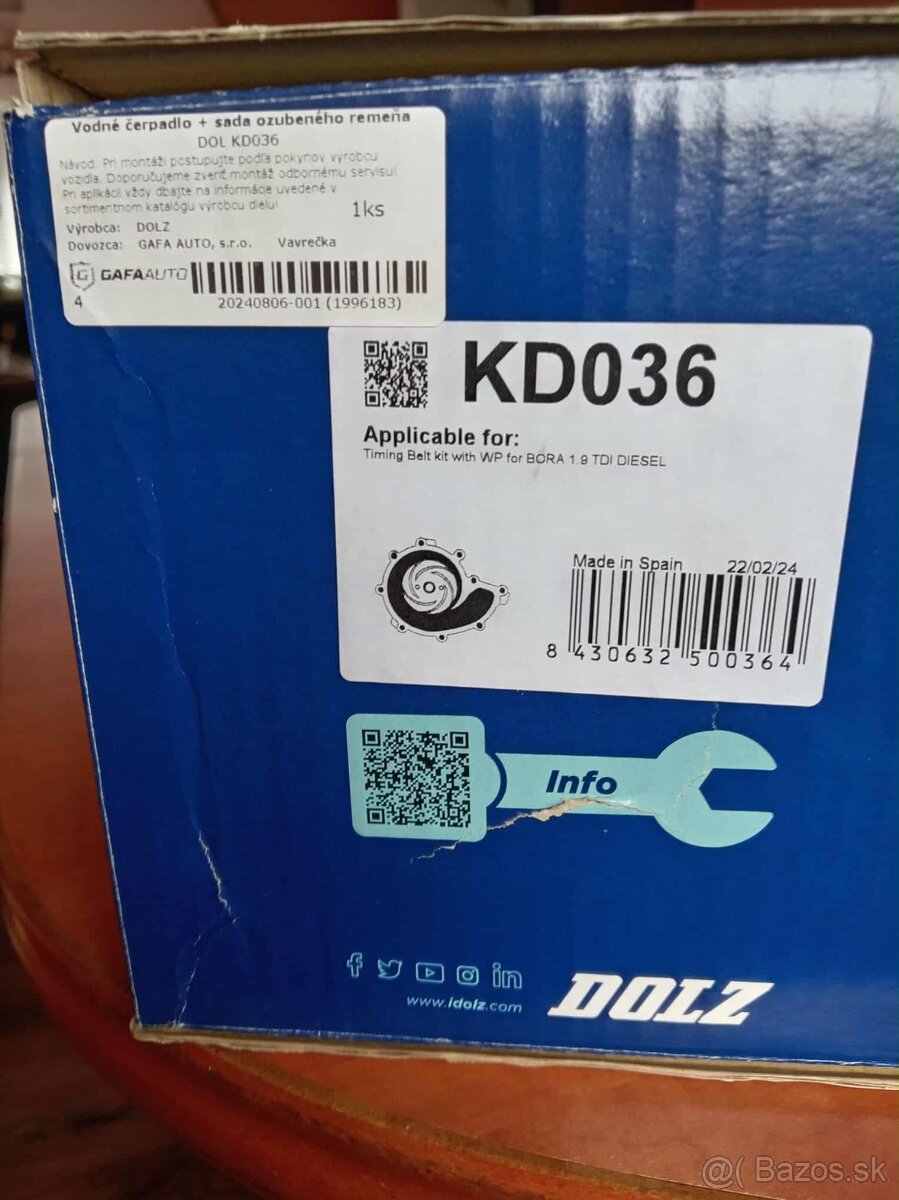 Vodné čerpadlo + sada ozubeného remeňa
DOL KD036
Návod: Pri montáži postupujte podľa pokynov výrobcu
vozidla. Doporučujeme zveriť montáž odbornému servisu!
Pri aplikácii vždy dbajte na informácie uvedené v
sortimentnom katalógu výrobcu dielu!
1ks
Výrobca: DOLZ
Dovozca: GAFA AUTO, s.r.o. Vavrečka
GAFAAUTO
4
20240806-001 (1996183)
KD036
Applicable for:
Timing Belt kit with WP for BORA 1.9 TDI DIESEL
Made in Spain 22/02/24
8 430632 500364
Info
www.idolz.com
DOLZ
@( Bazos.sk